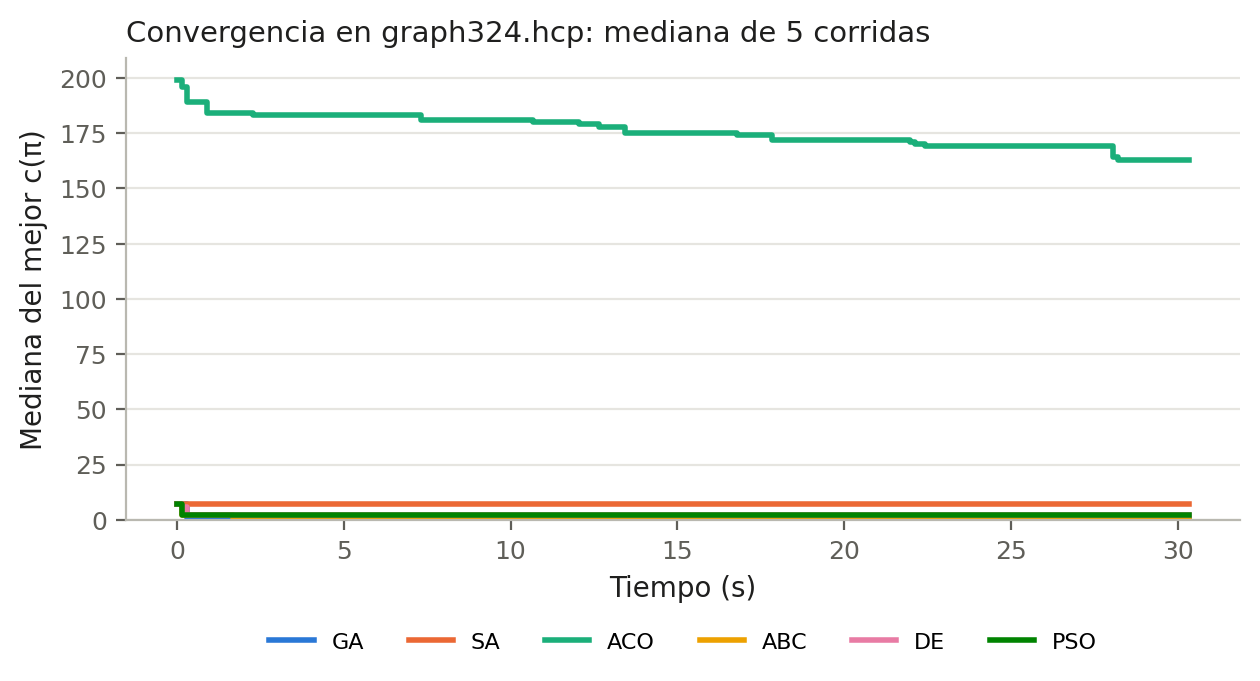 Convergencia en graph324.hcp: mediana de 5 corridas
Mediana del mejor c(π)
200
175
150
125
100
75
50
25
0
0 5 10 15 20 25 30
Tiempo (s)
GA SA ACO ABC DE PSO